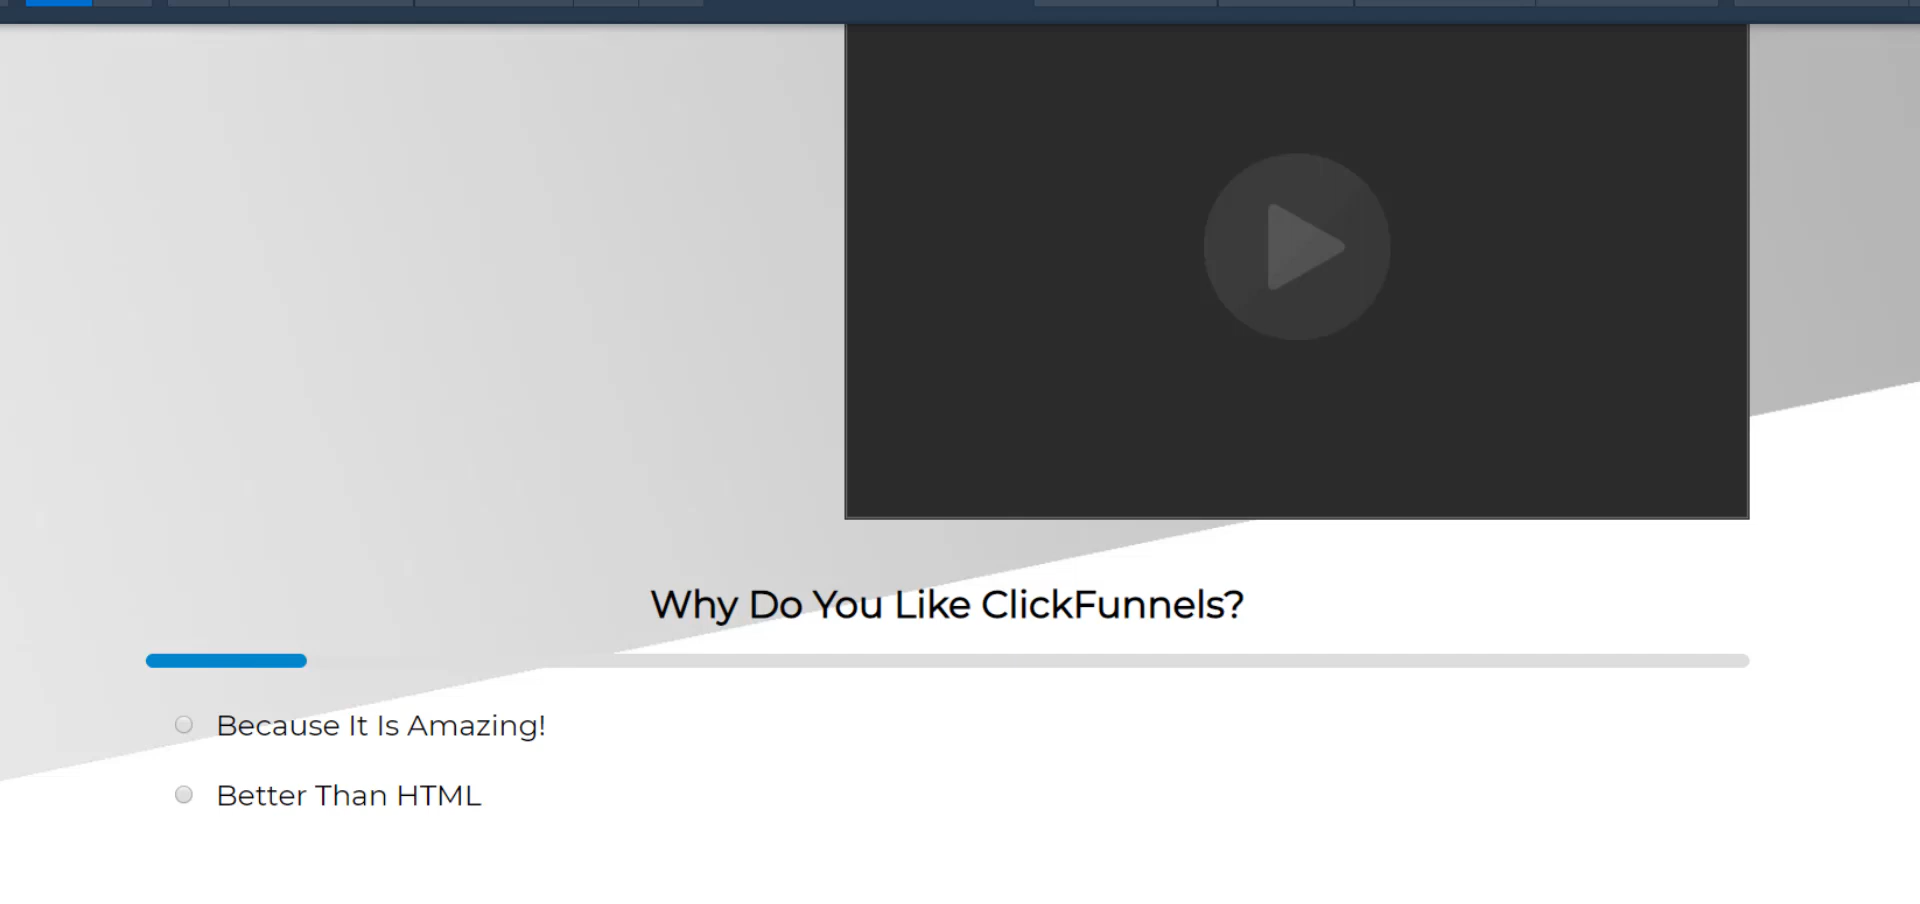 Why Do You Like ClickFunnels?
Because It Is Amazing!
Better Than HTML